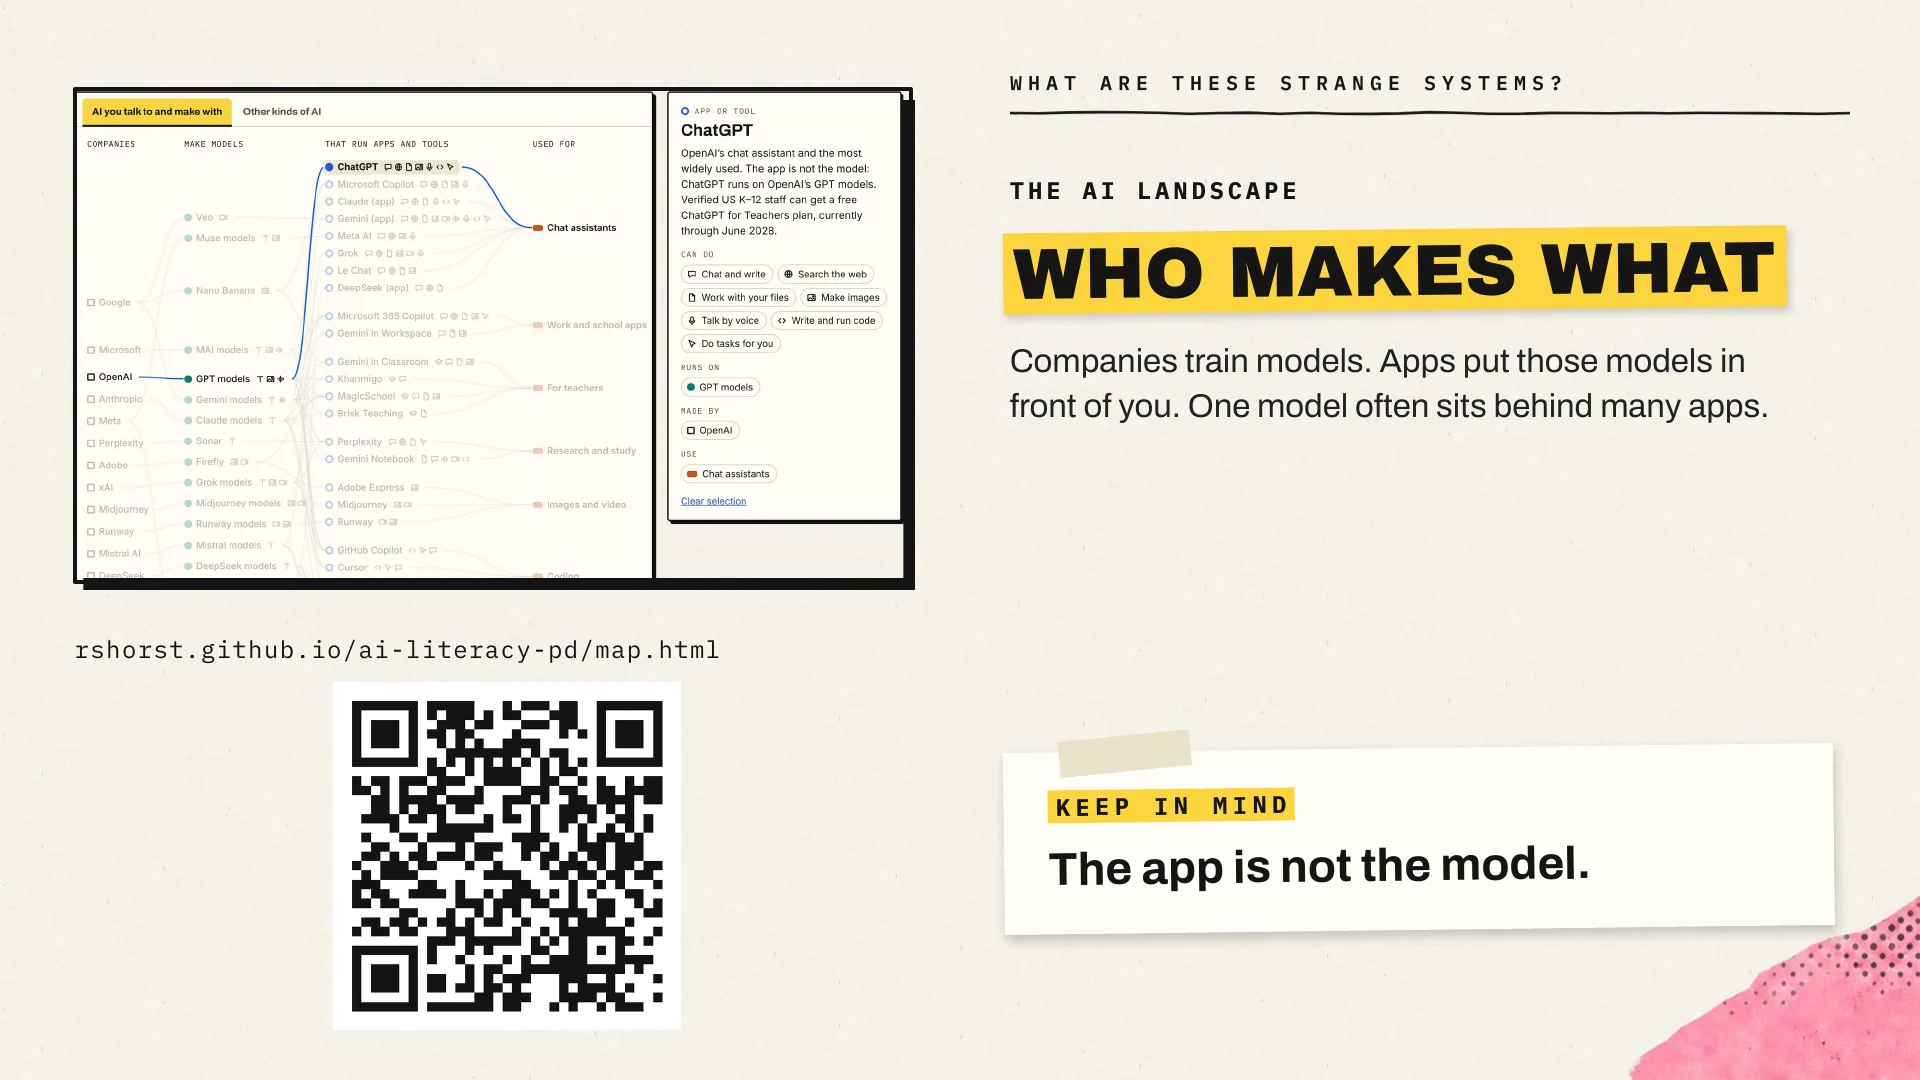 AI you talk to and make with
Other kinds of AI
COMPANIES
MAKE MODELS
THAT RUN APPS AND TOOLS
USED FOR
Google
Microsoft
OpenAI
Anthropic
Meta
Perplexity
Adobe
xAI
Midjourney
Runway
Mistral AI
DeepSeek
Veo
Muse models
Nano Banana
MAI models
GPT models
Gemini models
Claude models
Sonar
Firefly
Grok models
Midjourney models
Runway models
Mistral models
DeepSeek models
ChatGPT
Microsoft Copilot
Claude (app)
Gemini (app)
Meta AI
Grok
Le Chat
DeepSeek (app)
Microsoft 365 Copilot
Gemini in Workspace
Gemini in Classroom
Khanmigo
MagicSchool
Brisk Teaching
Perplexity
Gemini Notebook
Adobe Express
Midjourney
Runway
GitHub Copilot
Cursor
Chat assistants
Work and school apps
For teachers
Research and study
Images and video
Coding
APP OR TOOL
ChatGPT
OpenAI's chat assistant and the most
widely used. The app is not the model:
ChatGPT runs on OpenAI's GPT models.
Verified US K–12 staff can get a free
ChatGPT for Teachers plan, currently
through June 2028.
CAN DO
Chat and write
Search the web
Work with your files
Make images
Talk by voice
Write and run code
Do tasks for you
RUNS ON
GPT models
MADE BY
OpenAI
USE
Chat assistants
Clear selection
rshorst.github.io/ai-literacy-pd/map.html
WHAT ARE THESE STRANGE SYSTEMS?
THE AI LANDSCAPE
WHO MAKES WHAT
Companies train models. Apps put those models in
front of you. One model often sits behind many apps.
KEEP IN MIND
The app is not the model.